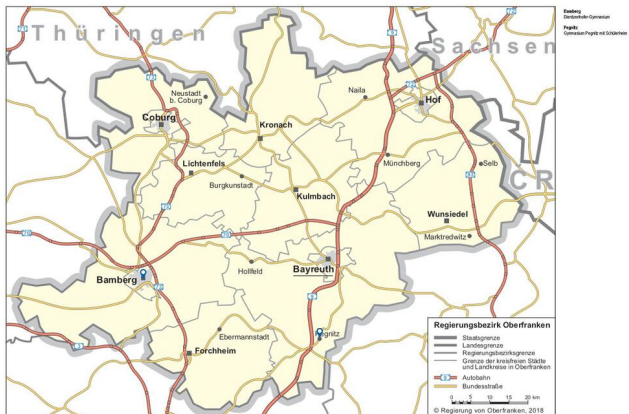 Bamberg
Dientzenhofer-Gymnasium
Pegnitz
Gymnasium Pegnitz mit Schülerheim
Thüringen
Sachsen
CR
Neustadt
b. Coburg
Coburg
Kronach
Naila
Hof
Lichtenfels
Burgkunstadt
Kulmbach
Münchberg
Selb
Wunsiedel
Marktredwitz
Hollfeld
Bayreuth
Bamberg
Ebermannstadt
Forchheim
Pegnitz
Regierungsbezirk Oberfranken
Staatsgrenze
Landesgrenze
Regierungsbezirksgrenze
Grenze der kreisfreien Städte
und Landkreise in Oberfranken
9 Autobahn
Bundesstraße
0 5 10 15 20 km
© Regierung von Oberfranken, 2018